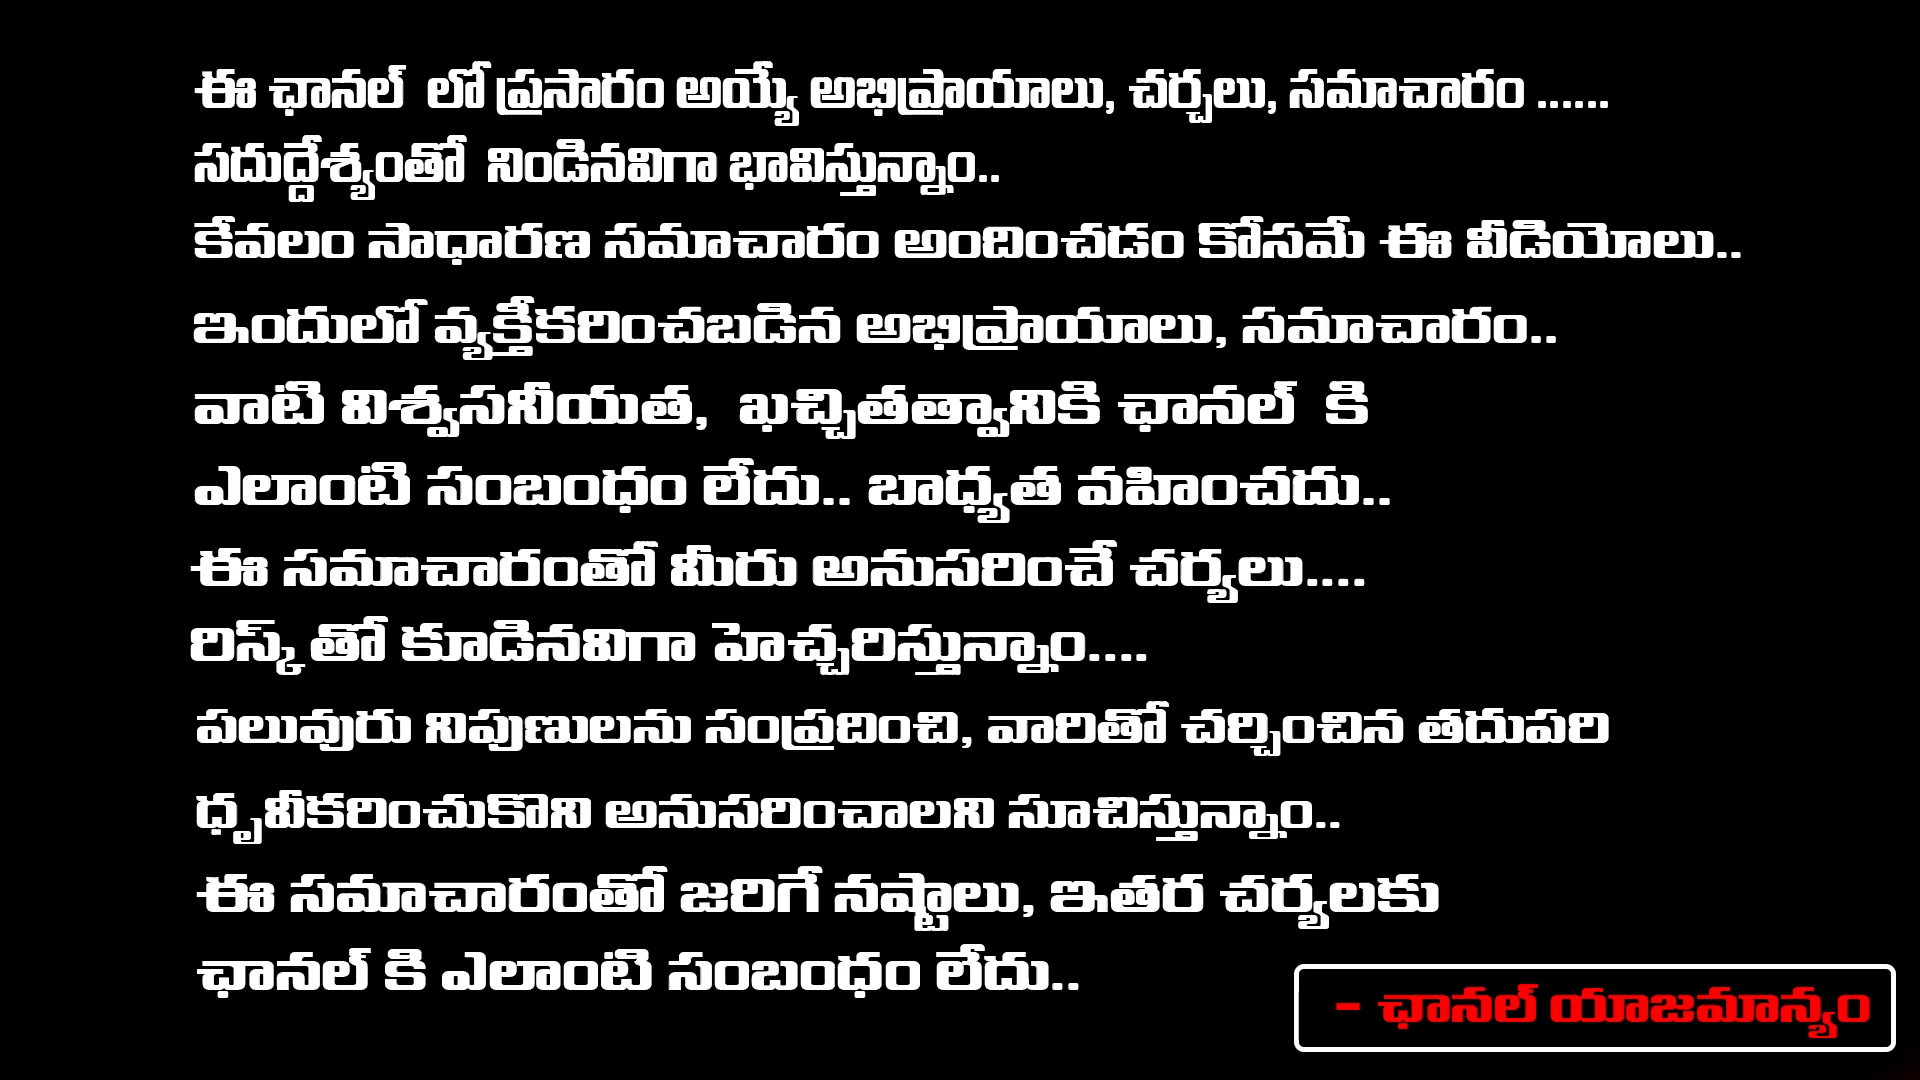 ఈ ఛానల్ లో ప్రసారం అయ్యే అభిప్రాయాలు, చర్చలు, సమాచారం ......
సదుద్దేశ్యంతో నిండినవిగా భావిస్తున్నాం..
కేవలం సాధారణ సమాచారం అందించడం కోసమే ఈ వీడియోలు..
ఇందులో వ్యక్తీకరించబడిన అభిప్రాయాలు, సమాచారం..
వాటి విశ్వసనీయత, ఖచ్చితత్వానికి ఛానల్ కి
ఎలాంటి సంబంధం లేదు.. బాధ్యత వహించదు..
ఈ సమాచారంతో మీరు అనుసరించే చర్యలు....
రిస్క్ తో కూడినవిగా హెచ్చరిస్తున్నాం....
పలువురు నిపుణులను సంప్రదించి, వారితో చర్చించిన తదుపరి
ధృవీకరించుకొని అనుసరించాలని సూచిస్తున్నాం..
ఈ సమాచారంతో జరిగే నష్టాలు, ఇతర చర్యలకు
ఛానల్ కి ఎలాంటి సంబంధం లేదు..
- ఛానల్ యాజమాన్యం